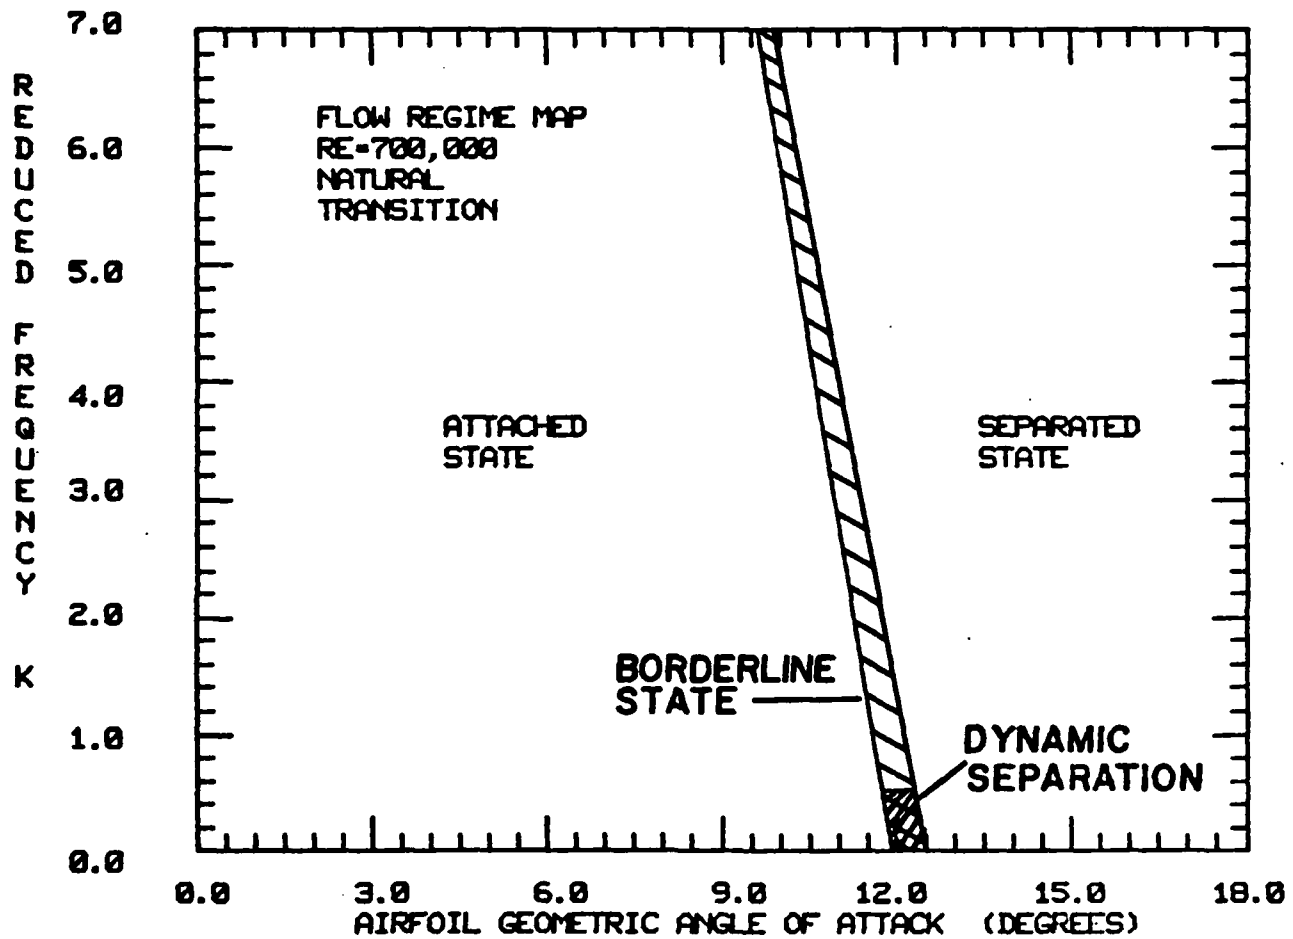 7.0
6.0
5.0
4.0
3.0
2.0
1.0
0.0
REDUCED FREQUENCY K
FLOW REGIME MAP
RE=700,000
NATURAL
TRANSITION
ATTACHED
STATE
SEPARATED
STATE
BORDERLINE
STATE
DYNAMIC
SEPARATION
0.0 3.0 6.0 9.0 12.0 15.0 18.0
AIRFOIL GEOMETRIC ANGLE OF ATTACK (DEGREES)